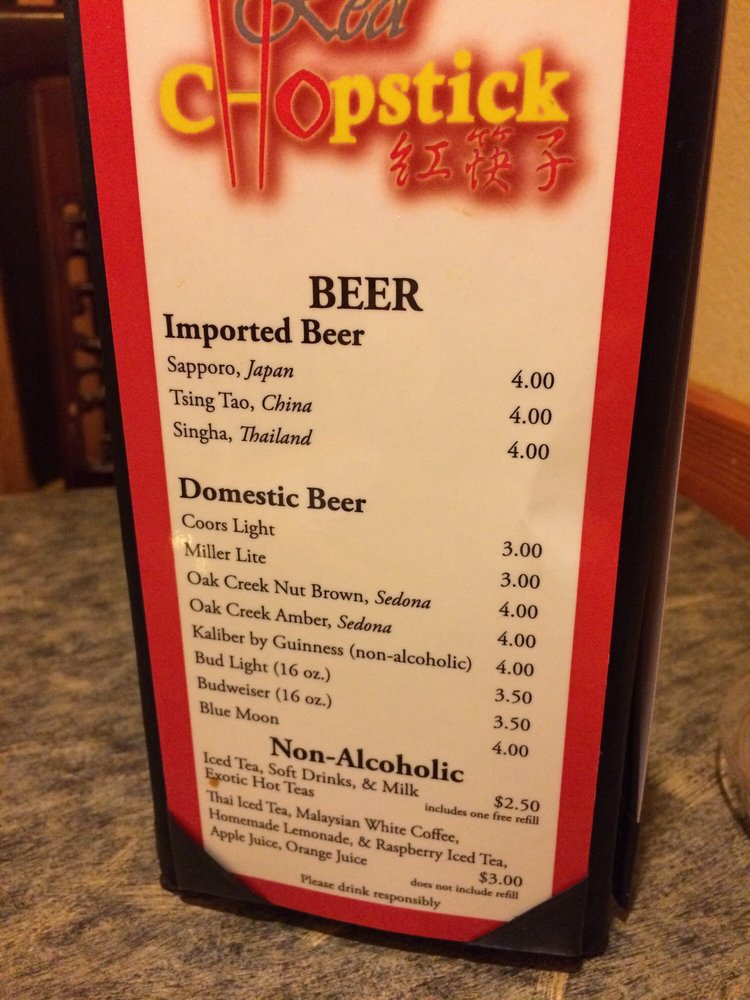 Red
Chopstick
红筷子
BEER
Imported Beer
Sapporo, Japan 4.00
Tsing Tao, China 4.00
Singha, Thailand 4.00
Domestic Beer
Coors Light 3.00
Miller Lite 3.00
Oak Creek Nut Brown, Sedona 4.00
Oak Creek Amber, Sedona 4.00
Kaliber by Guinness (non-alcoholic) 4.00
Bud Light (16 oz.) 3.50
Budweiser (16 oz.) 3.50
Blue Moon 4.00
Non-Alcoholic
Iced Tea, Soft Drinks, & Milk $2.50
Exotic Hot Teas includes one free refill
Thai Iced Tea, Malaysian White Coffee,
Homemade Lemonade, & Raspberry Iced Tea,
Apple Juice, Orange Juice $3.00
does not include refill
Please drink responsibly